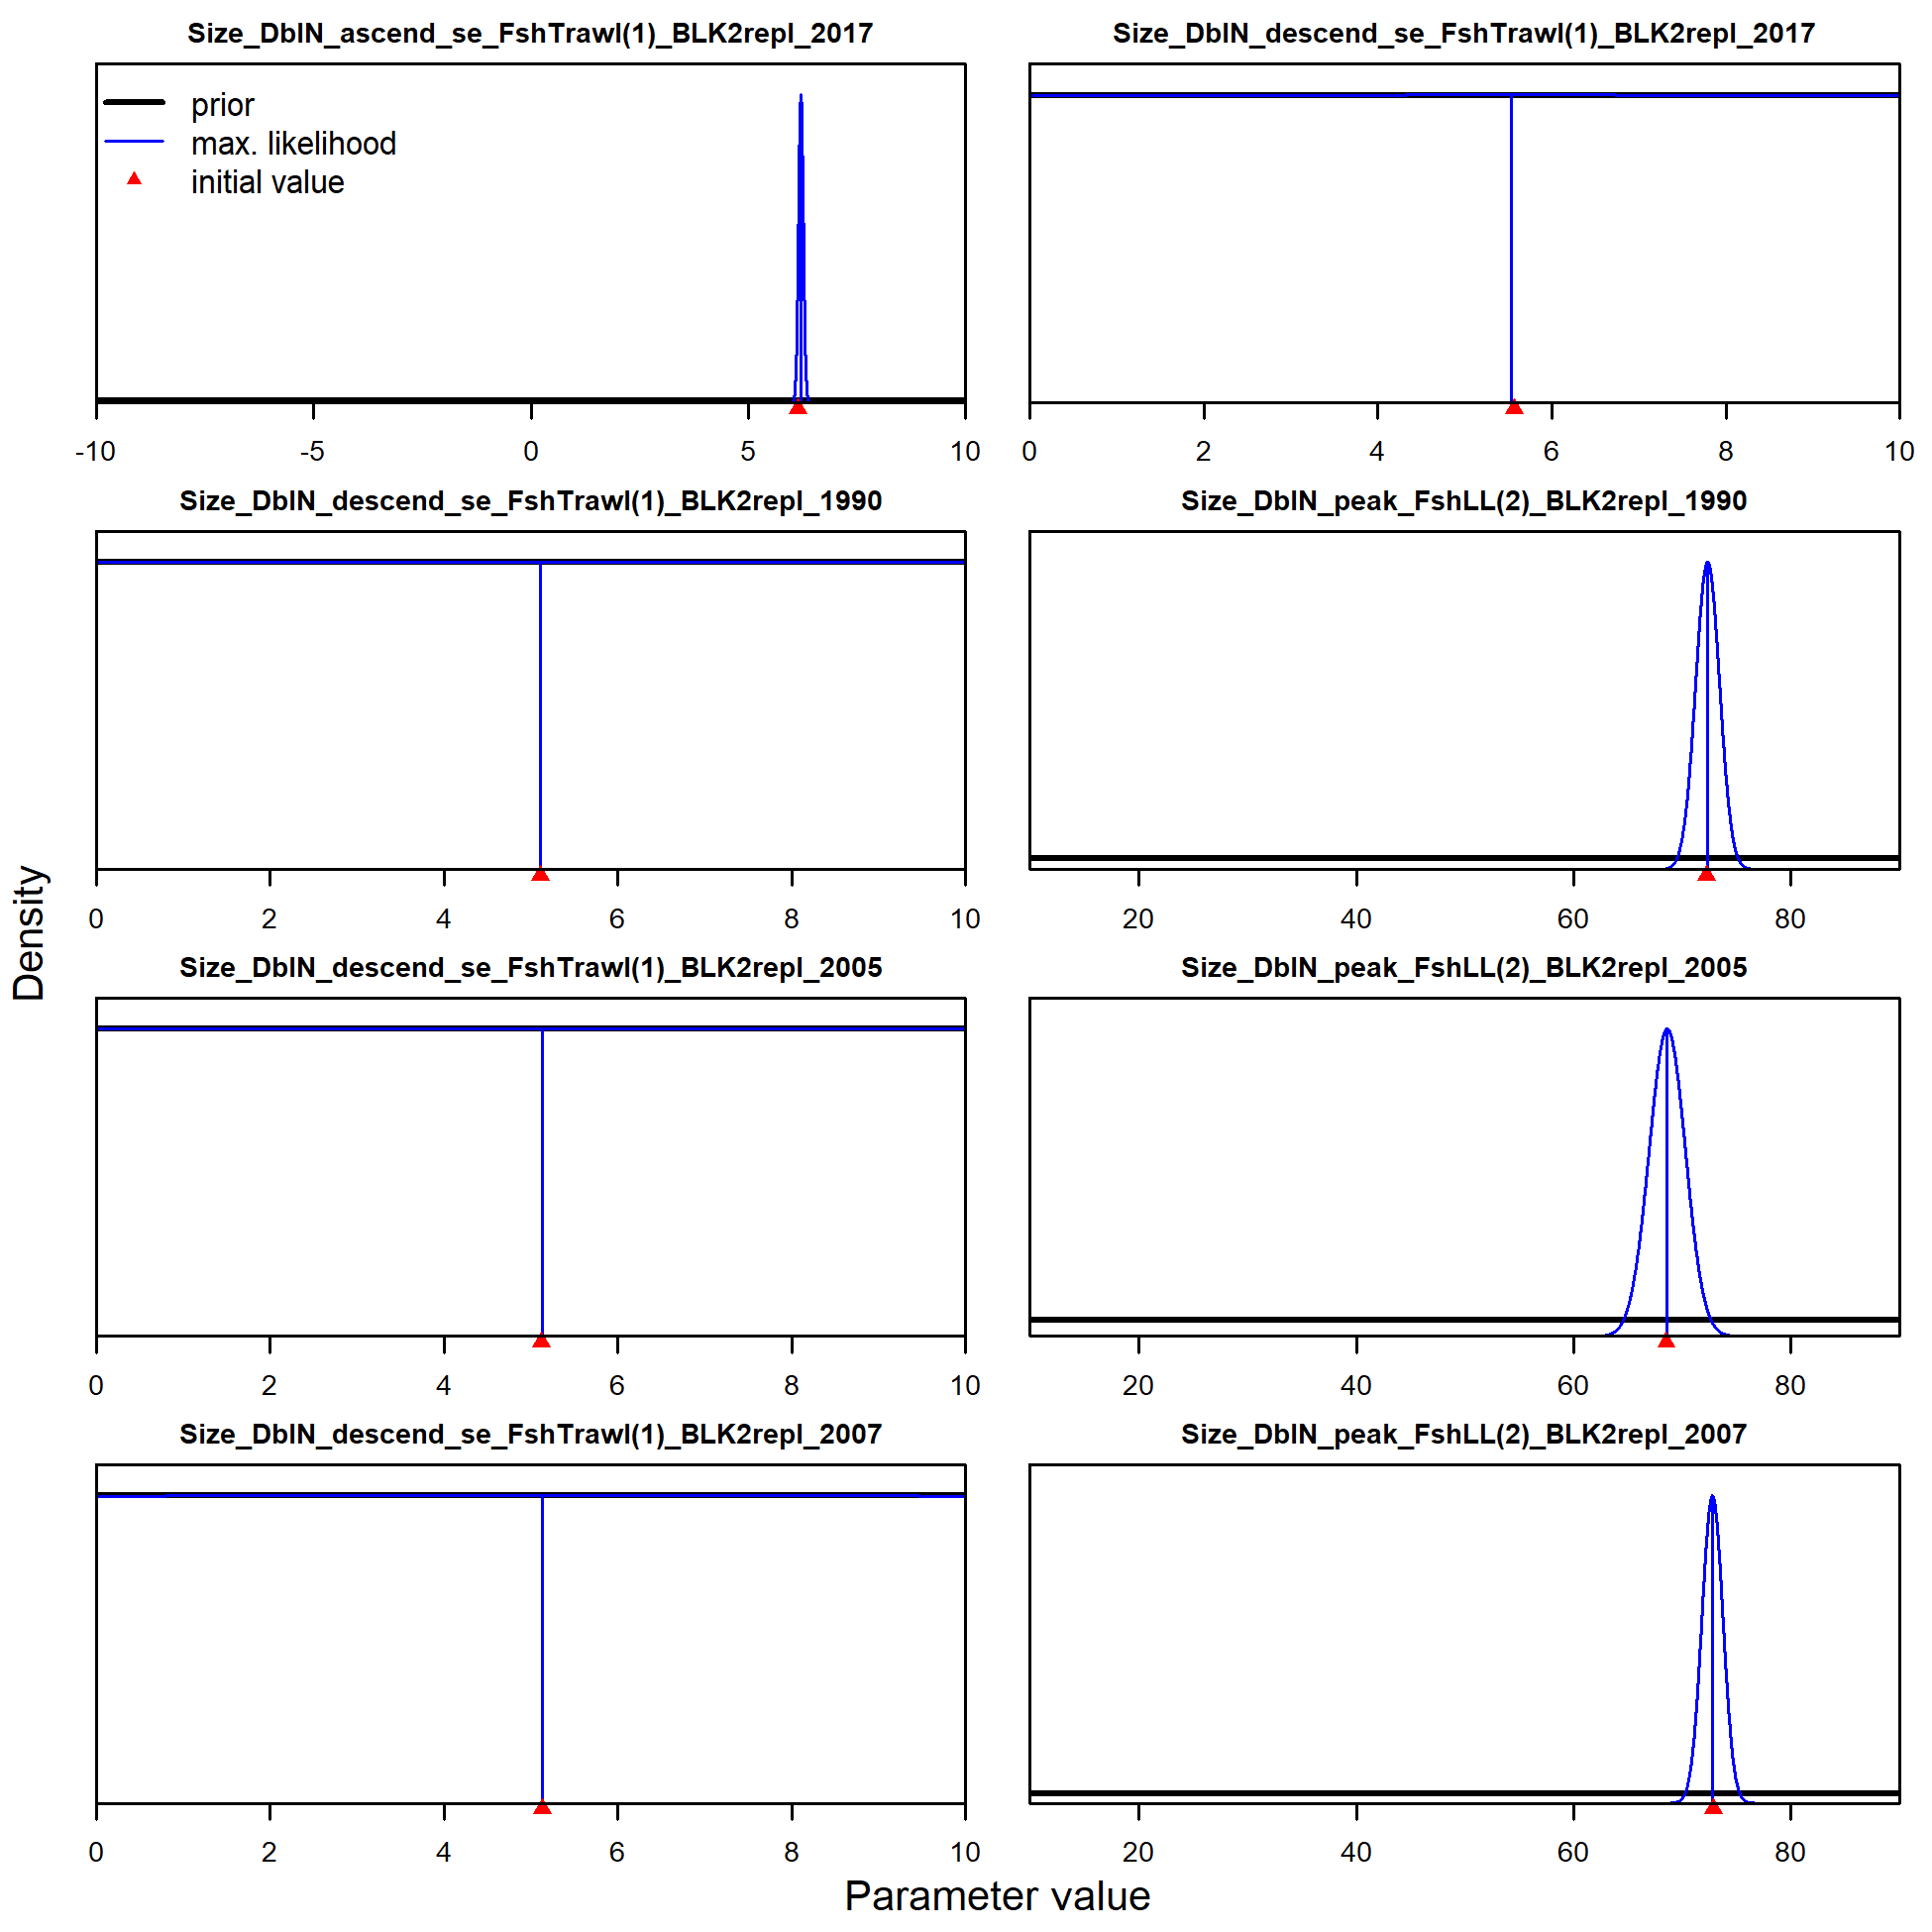 Size_DblN_ascend_se_FshTrawl(1)_BLK2repl_2017
prior
max. likelihood
initial value
-10 -5 0 5 10
Size_DblN_descend_se_FshTrawl(1)_BLK2repl_2017
0 2 4 6 8 10
Size_DblN_descend_se_FshTrawl(1)_BLK2repl_1990
0 2 4 6 8 10
Size_DblN_peak_FshLL(2)_BLK2repl_1990
20 40 60 80
Size_DblN_descend_se_FshTrawl(1)_BLK2repl_2005
0 2 4 6 8 10
Size_DblN_peak_FshLL(2)_BLK2repl_2005
20 40 60 80
Size_DblN_descend_se_FshTrawl(1)_BLK2repl_2007
0 2 4 6 8 10
Size_DblN_peak_FshLL(2)_BLK2repl_2007
20 40 60 80
Density
Parameter value